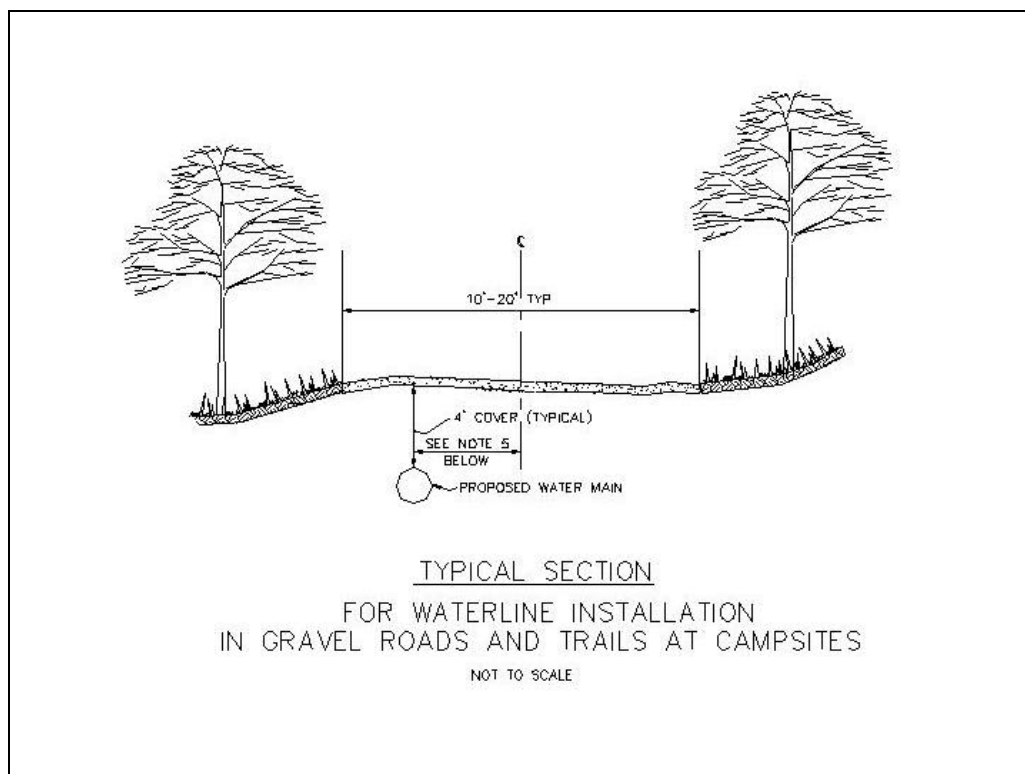 ℄
10'-20' TYP
4' COVER (TYPICAL)
SEE NOTE 5
BELOW
PROPOSED WATER MAIN
TYPICAL SECTION
FOR WATERLINE INSTALLATION
IN GRAVEL ROADS AND TRAILS AT CAMPSITES
NOT TO SCALE